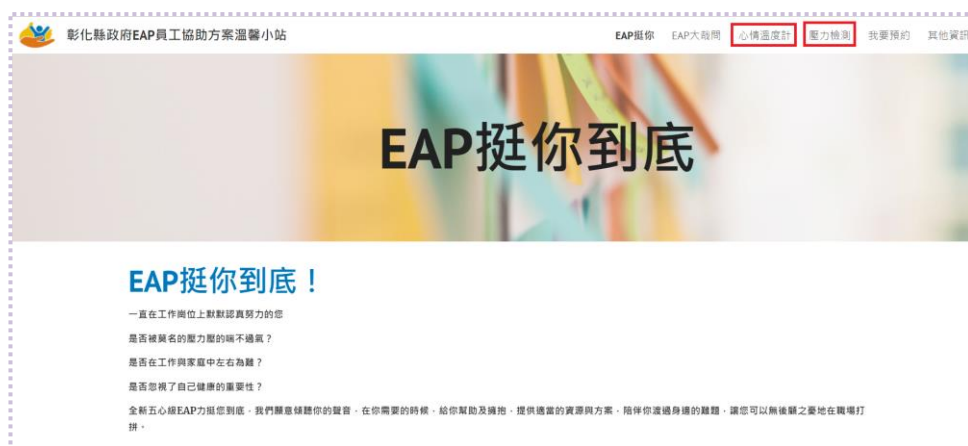 彰化縣政府EAP員工協助方案溫馨小站
EAP挺你 EAP大哉問 心情溫度計 壓力檢測 我要預約 其他資訊
EAP挺你到底
EAP挺你到底！
一直在工作崗位上默默認真努力的您
是否被莫名的壓力壓的喘不過氣？
是否在工作與家庭中左右為難？
是否忽視了自己健康的重要性？
全新五心級EAP力挺您到底，我們願意傾聽你的聲音，在你需要的時候，給你幫助及擁抱，提供適當的資源與方案，陪伴你渡過身邊的難題，讓您可以無後顧之憂地在職場打
拼。